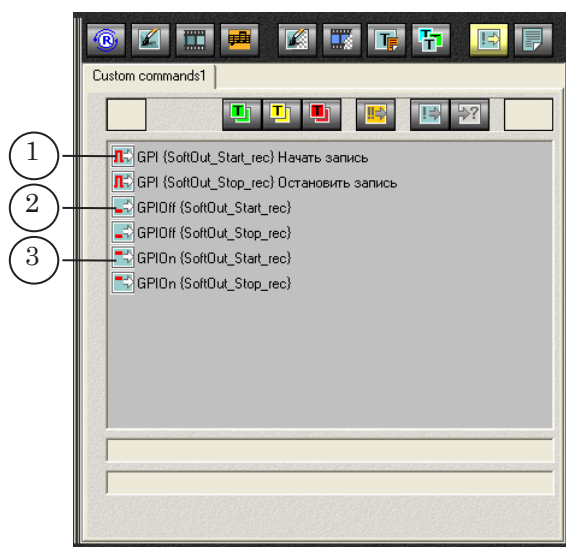 R T T T
Custom commands1
T T T ! ! ?
1 GPI {SoftOut_Start_rec} Начать запись
GPI {SoftOut_Stop_rec} Остановить запись
2 GPIOff {SoftOut_Start_rec}
GPIOff {SoftOut_Stop_rec}
3 GPIOn {SoftOut_Start_rec}
GPIOn {SoftOut_Stop_rec}